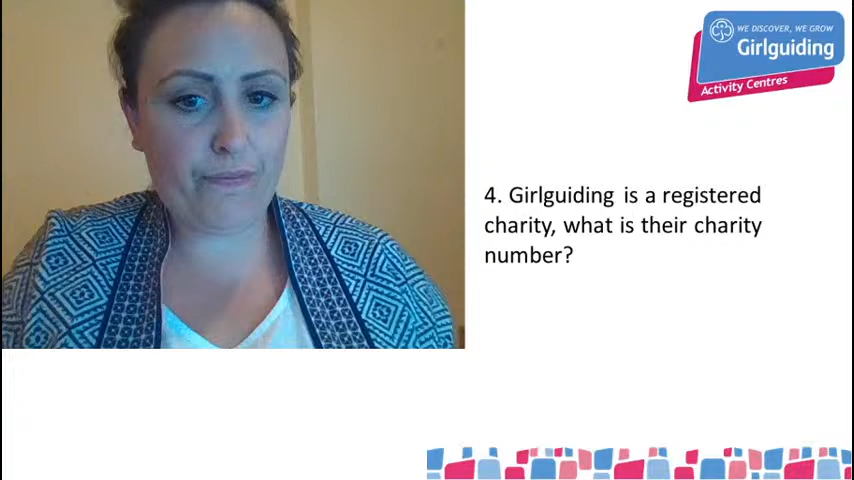 WE DISCOVER, WE GROW
Girlguiding
Activity Centres
4. Girlguiding is a registered
charity, what is their charity
number?